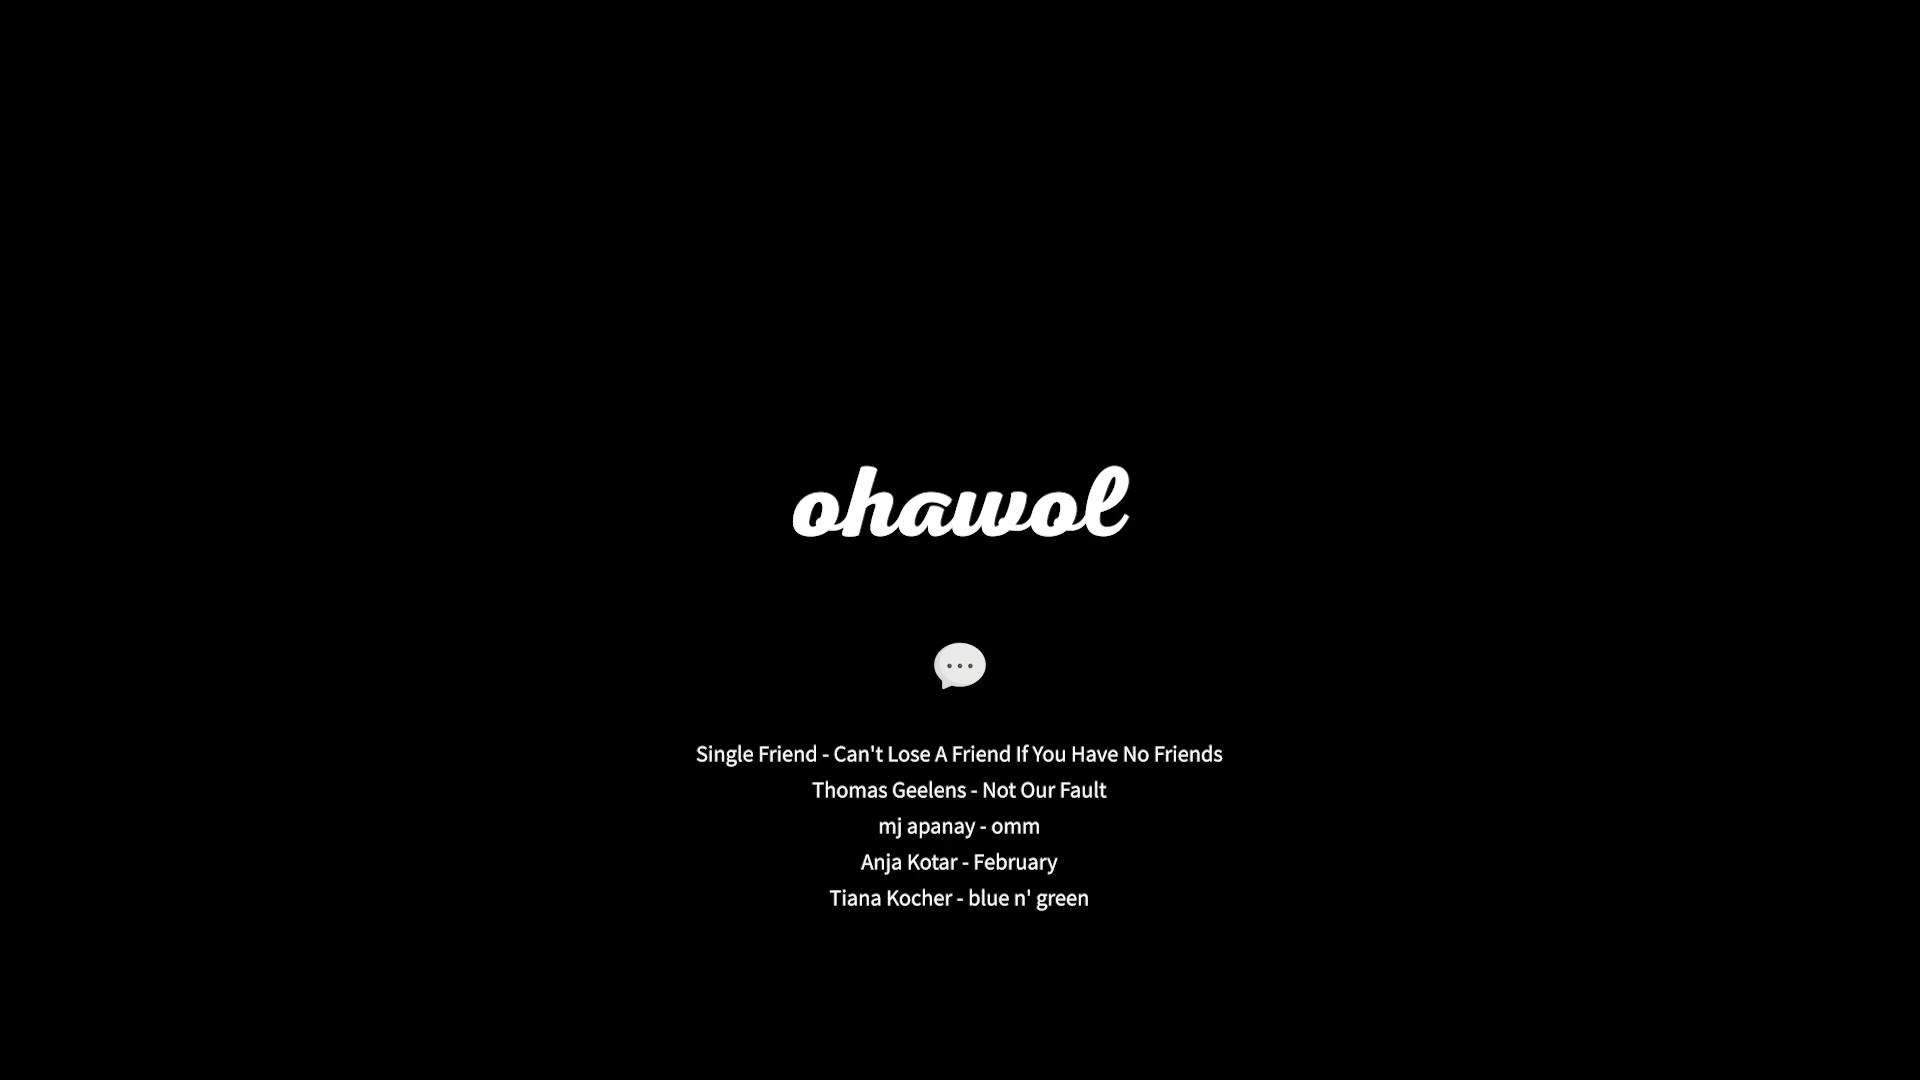 ohawol
Single Friend - Can't Lose A Friend If You Have No Friends
Thomas Geelens - Not Our Fault
mj apanay - omm
Anja Kotar - February
Tiana Kocher - blue n' green